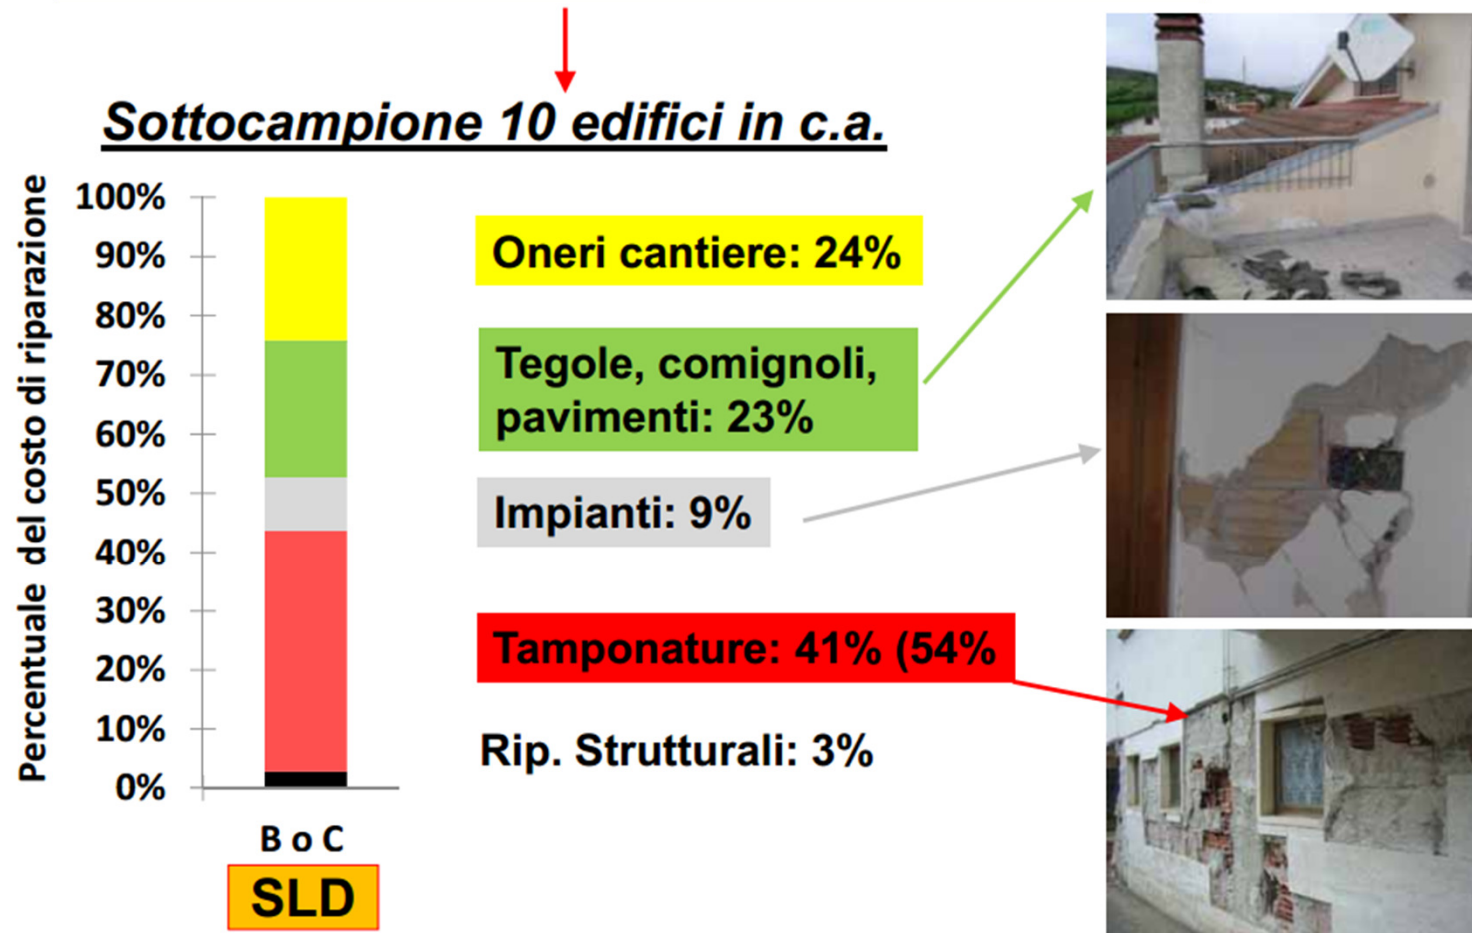 Sottocampione 10 edifici in c.a.
Percentuale del costo di riparazione
100%
90%
80%
70%
60%
50%
40%
30%
20%
10%
0%
B o C
SLD
Oneri cantiere: 24%
Tegole, comignoli,
pavimenti: 23%
Impianti: 9%
Tamponature: 41% (54%
Rip. Strutturali: 3%